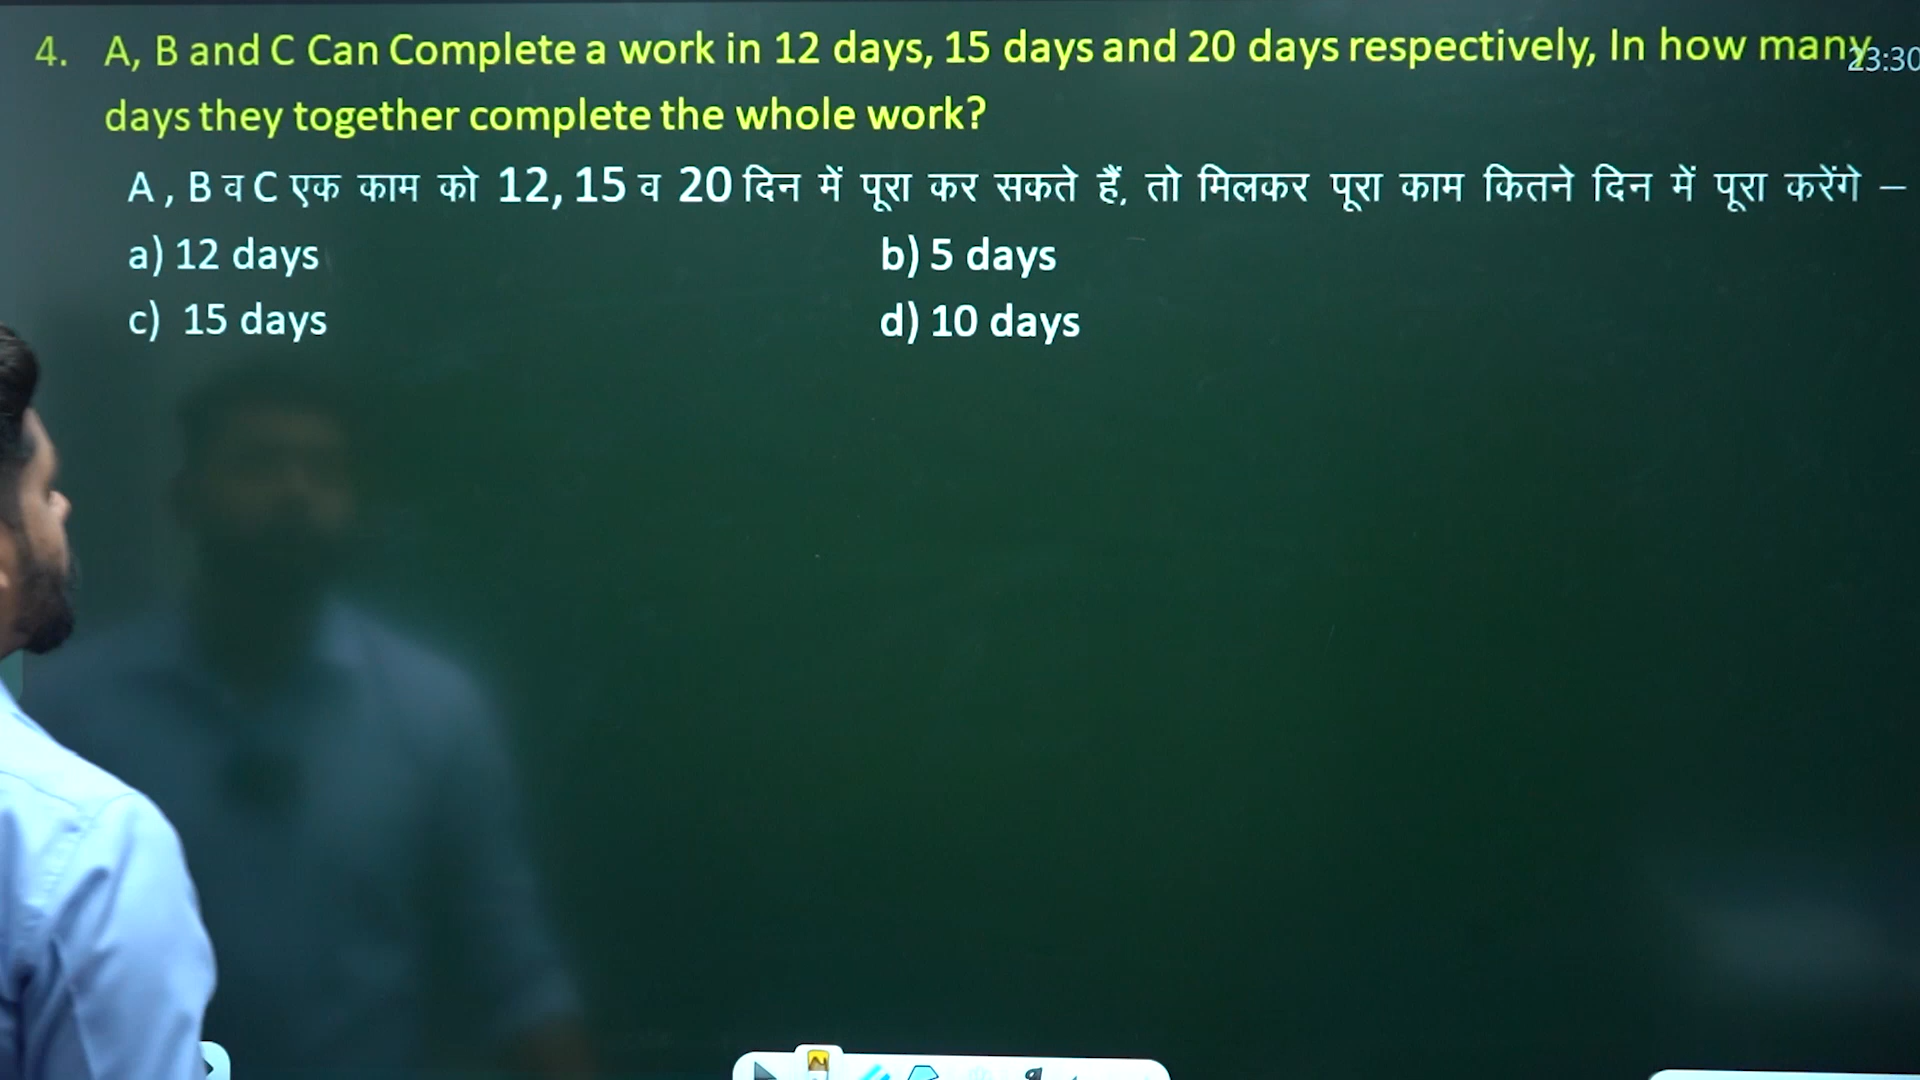 4. A, B and C Can Complete a work in 12 days, 15 days and 20 days respectively, In how many
23:30
days they together complete the whole work?
A , B व C एक काम को 12, 15 व 20 दिन में पूरा कर सकते हैं, तो मिलकर पूरा काम कितने दिन में पूरा करेंगे –
a) 12 days b) 5 days
c) 15 days d) 10 days